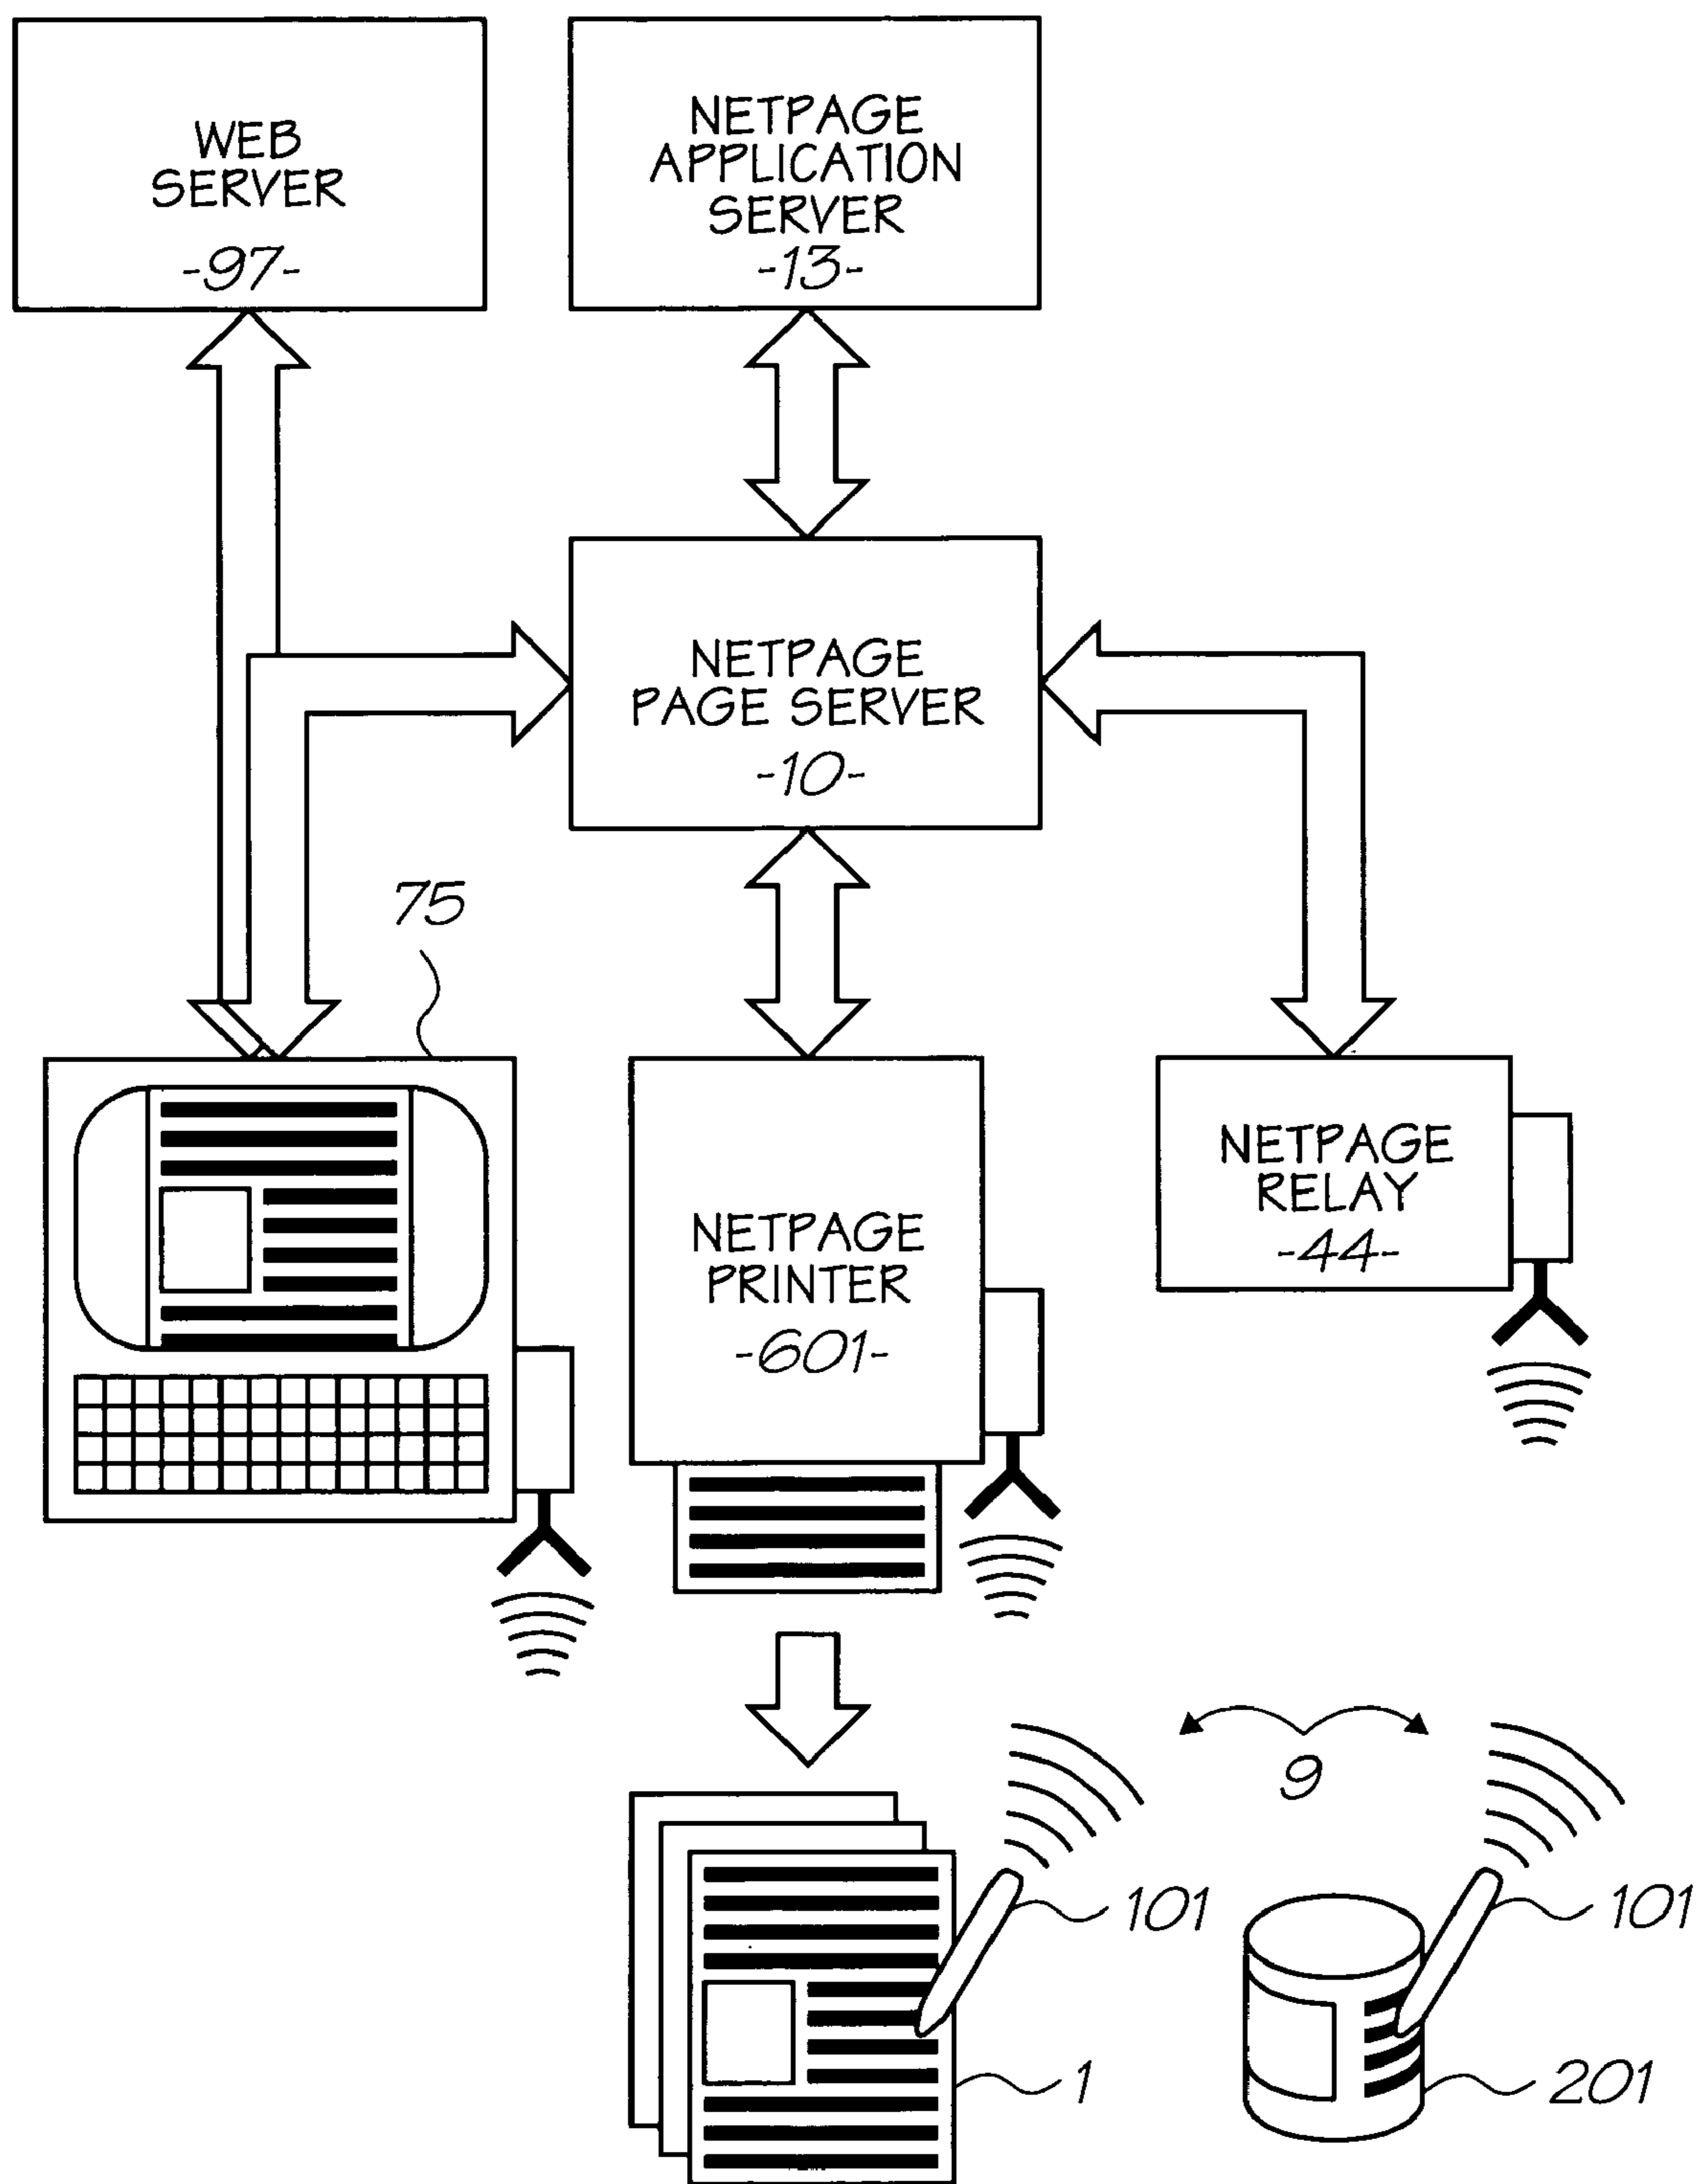 WEB
SERVER
-97-
NETPAGE
APPLICATION
SERVER
-13-
NETPAGE
PAGE SERVER
-10-
75
NETPAGE
PRINTER
-601-
NETPAGE
RELAY
-44-
9
101
101
1
201